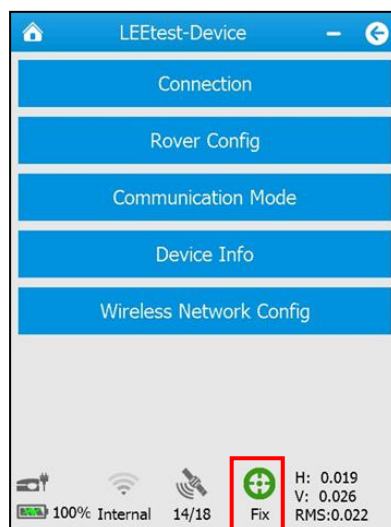 LEEtest-Device
Connection
Rover Config
Communication Mode
Device Info
Wireless Network Config
H: 0.019
V: 0.026
100% Internal 14/18 Fix RMS:0.022